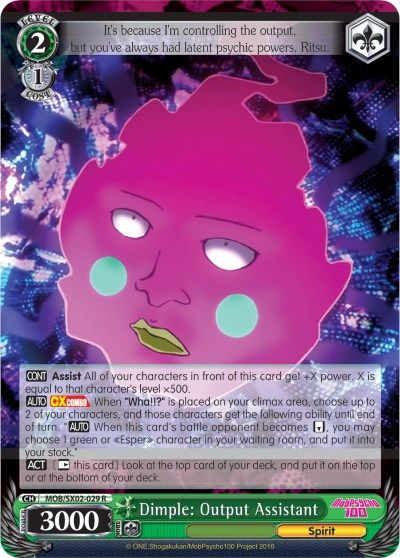 It's because I'm controlling the output,
but you've always had latent psychic powers, Ritsu.
LEVEL
2
1
COST
CONT Assist All of your characters in front of this card get +X power. X is
equal to that character's level ×500.
AUTO CXCOMBO When "Wha!!?" is placed on your climax area, choose up
to 2 of your characters, and those characters get the following ability until end
of turn. "AUTO When this card's battle opponent becomes, you may
choose 1 green or «Esper» character in your waiting room, and put it into
your stock."
ACT [this card] Look at the top card of your deck, and put it on the top
or at the bottom of your deck.
CH MOB/SX02-029 R
Dimple: Output Assistant
MOBPSYCHO 100
POWER
3000
Spirit
© ONE,Shogakukan/MobPsycho100 Project 2016